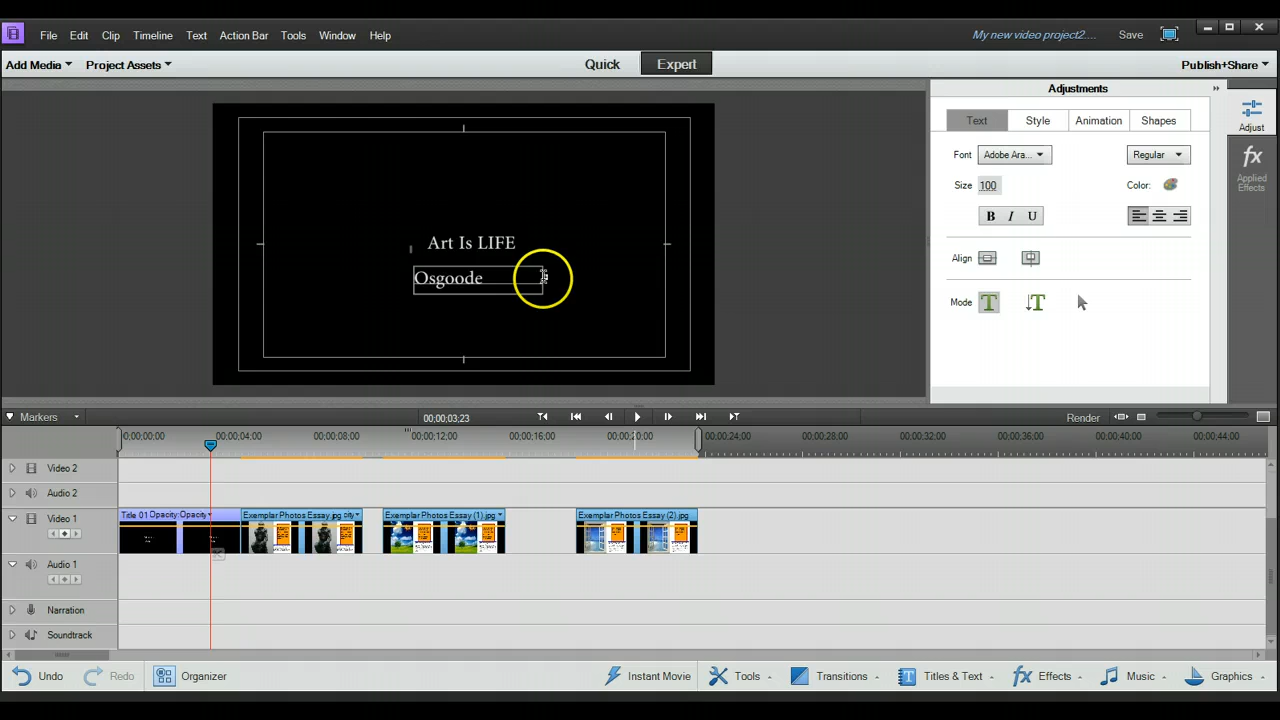 File Edit Clip Timeline Text Action Bar Tools Window Help My new video project2.... Save
Add Media Project Assets Quick Expert Publish+Share
Adjustments
Text Style Animation Shapes
Adjust
Font Adobe Ara... Regular
Size 100 Color:
B I U
fx
Applied
Effects
Align
Mode T T
Art Is LIFE
Osgoode
Markers 00;00;03;23 Render
0;00;00;00 00;00;04;00 00;00;08;00 00;00;12;00 00;00;16;00 00;00;20;00 00;00;24;00 00;00;28;00 00;00;32;00 00;00;36;00 00;00;40;00 00;00;44;00
Video 2
Audio 2
Video 1 Title 01 Opacity:Opacity Exemplar Photos Essay.jpg Exemplar Photos Essay (1).jpg Exemplar Photos Essay (2).jpg
Audio 1
Narration
Soundtrack
Undo Redo Organizer Instant Movie Tools Transitions Titles & Text fx Effects Music Graphics